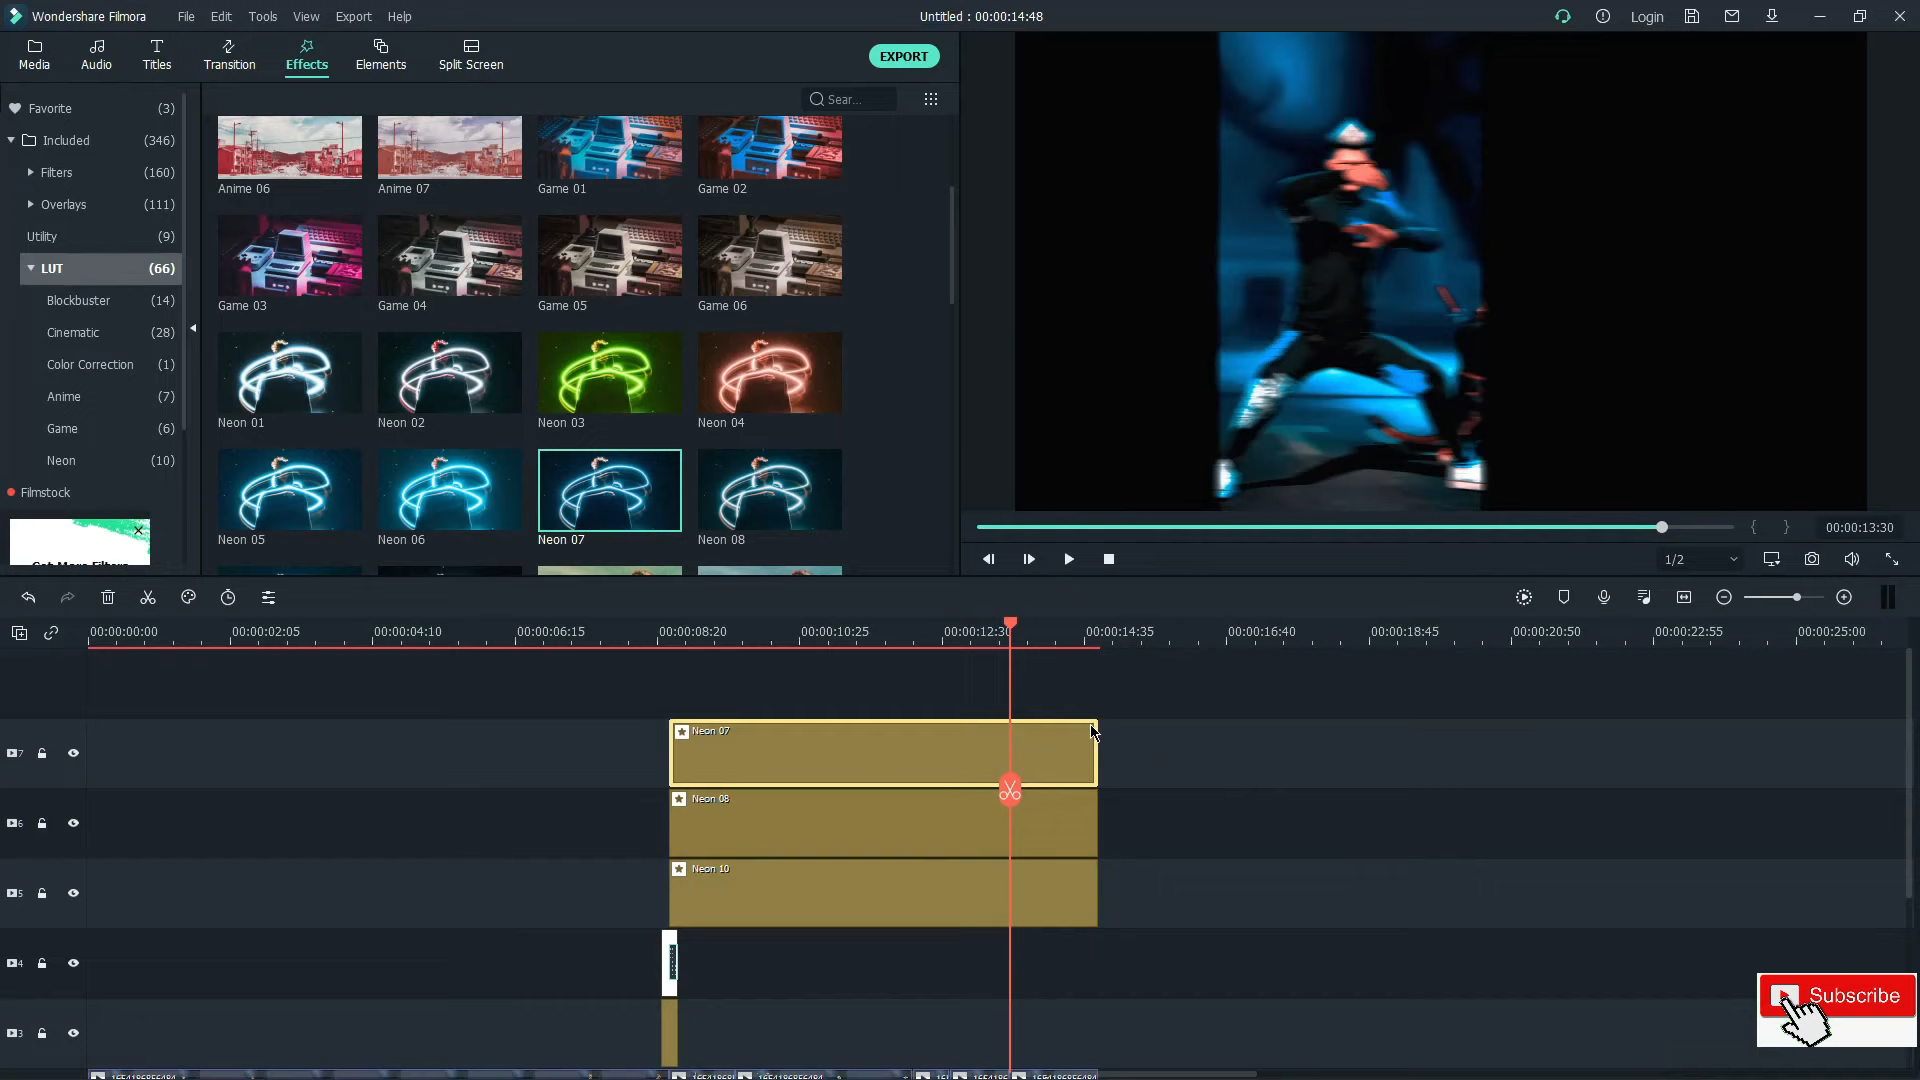 Wondershare Filmora File Edit Tools View Export Help Untitled : 00:00:14:48 Login
Media Audio Titles Transition Effects Elements Split Screen EXPORT
Favorite (3)
Included (346)
Filters (160)
Overlays (111)
Utility (9)
LUT (66)
Blockbuster (14)
Cinematic (28)
Color Correction (1)
Anime (7)
Game (6)
Neon (10)
Filmstock
Sear...
Anime 06 Anime 07 Game 01 Game 02
Game 03 Game 04 Game 05 Game 06
Neon 01 Neon 02 Neon 03 Neon 04
Neon 05 Neon 06 Neon 07 Neon 08
{ } 00:00:13:30
1/2
00:00:00:00 00:00:02:05 00:00:04:10 00:00:06:15 00:00:08:20 00:00:10:25 00:00:12:30 00:00:14:35 00:00:16:40 00:00:18:45 00:00:20:50 00:00:22:55 00:00:25:00
7 Neon 07
6 Neon 08
5 Neon 10
4
3
Subscribe